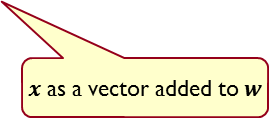 x as a vector added to w